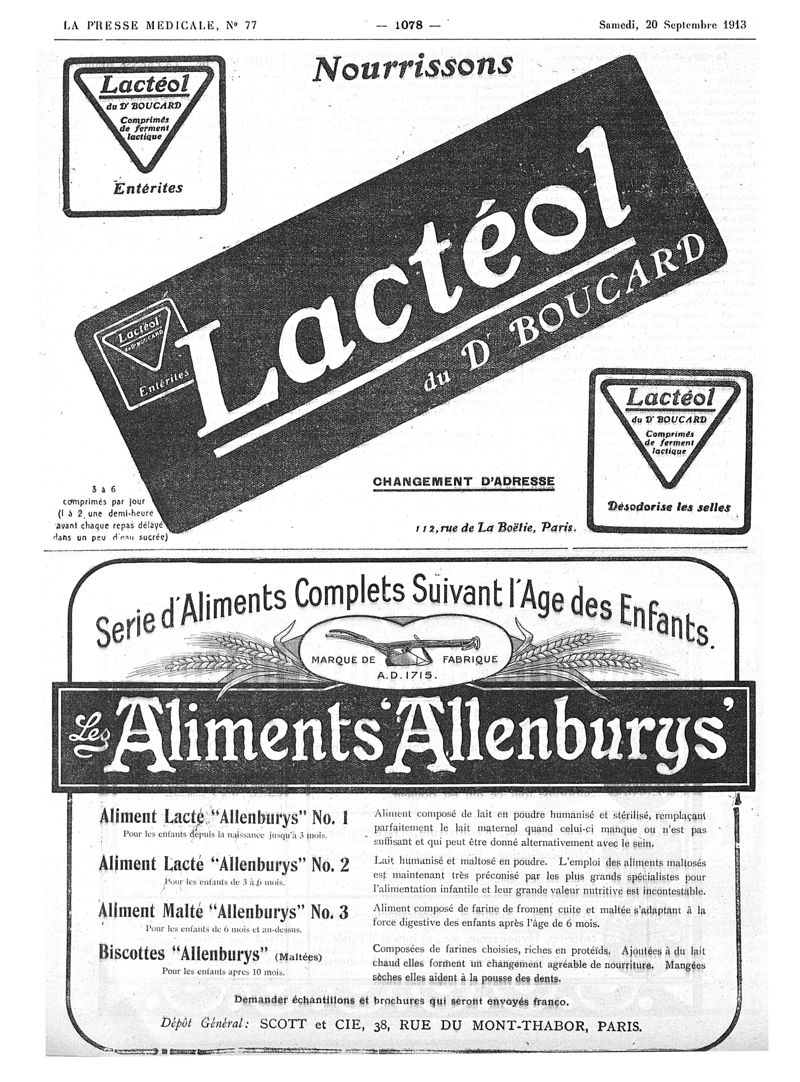 LA PRESSE MEDICALE, N° 77
— 1078 —
Samedi, 20 Septembre 1913
Nourrissons
Lactéol
du Dr BOUCARD
Comprimés
de ferment
lactique
Entérites
Lactéol
du Dr BOUCARD
Lactéol
du Dr BOUCARD
Entérites
Lactéol
du Dr BOUCARD
Comprimés
de ferment
lactique
Désodorise les selles
3 à 6
comprimés par jour
(1 à 2 une demi-heure
avant chaque repas délayé
dans un peu d'eau sucrée)
CHANGEMENT D'ADRESSE
112, rue de La Boëtie, Paris.
Serie d'Aliments Complets Suivant l'Age des Enfants.
MARQUE DE FABRIQUE
A.D. 1715.
Les Aliments 'Allenburys'
Aliment Lacté "Allenburys" No. 1
Pour les enfants depuis la naissance jusqu'à 3 mois.
Aliment composé de lait en poudre humanisé et stérilisé, remplaçant
parfaitement le lait maternel quand celui-ci manque ou n'est pas
suffisant et qui peut être donné alternativement avec le sein.
Aliment Lacté "Allenburys" No. 2
Pour les enfants de 3 à 6 mois.
Lait humanisé et maltosé en poudre. L'emploi des aliments maltosés
est maintenant très préconisé par les plus grands spécialistes pour
l'alimentation infantile et leur grande valeur nutritive est incontestable.
Aliment Malté "Allenburys" No. 3
Pour les enfants de 6 mois et au-dessus.
Aliment composé de farine de froment cuite et maltée s'adaptant à la
force digestive des enfants après l'âge de 6 mois.
Biscottes "Allenburys" (Maltées)
Pour les enfants apres 10 mois.
Composées de farines choisies, riches en protéïds. Ajoutées à du lait
chaud elles forment un changement agréable de nourriture. Mangées
sèches elles aident à la pousse des dents.
Demander échantillons et brochures qui seront envoyés franco.
Dépôt Général: SCOTT et CIE, 38, RUE DU MONT-THABOR, PARIS.